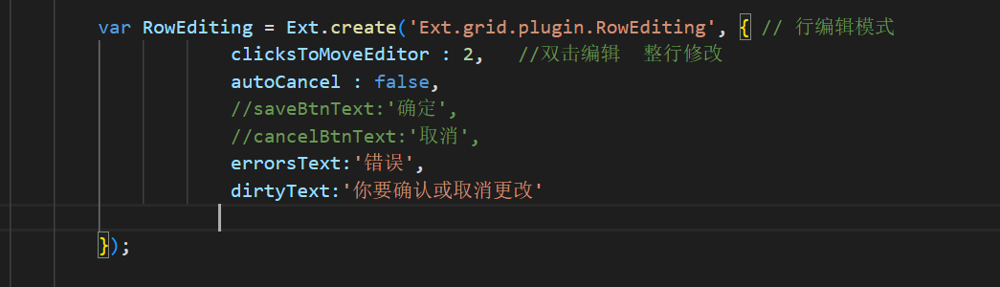 var RowEditing = Ext.create('Ext.grid.plugin.RowEditing', { // 行编辑模式
clicksToMoveEditor : 2,   //双击编辑  整行修改
autoCancel : false,
//saveBtnText:'确定',
//cancelBtnText:'取消',
errorsText:'错误',
dirtyText:'你要确认或取消更改'
});